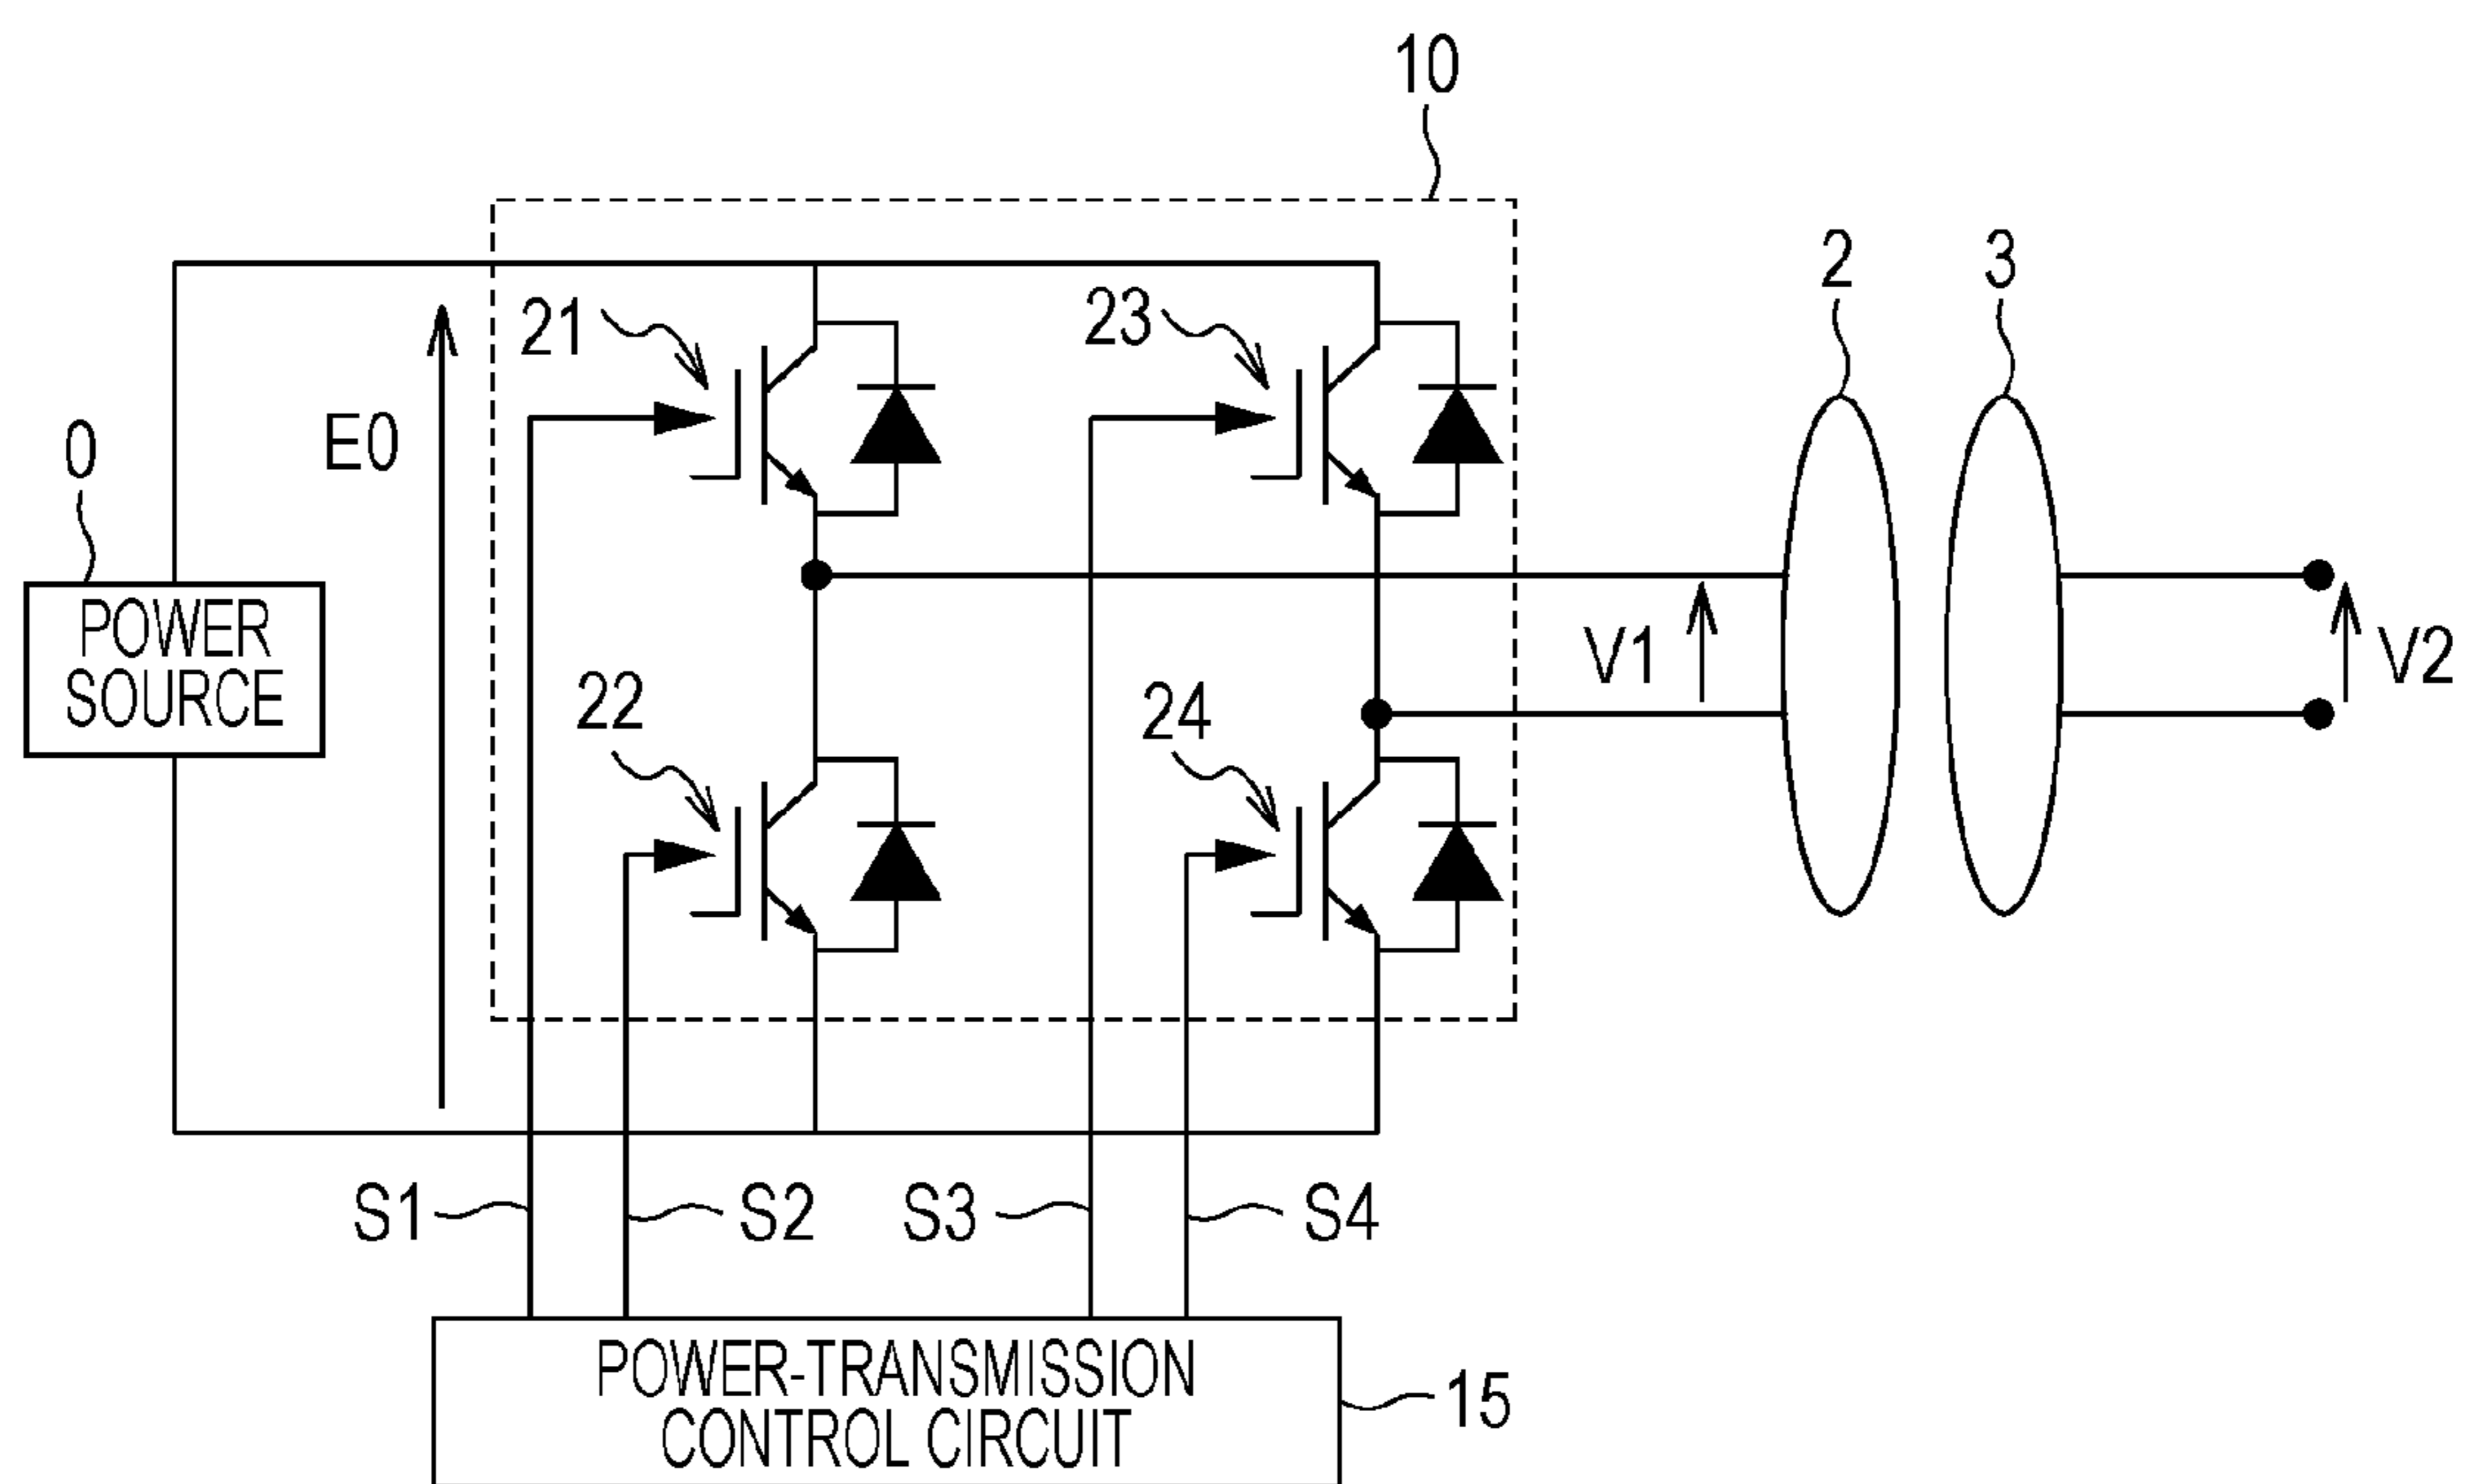 10
2
3
21
23
E0
0
POWER
SOURCE
22
24
V1
V2
S1
S2
S3
S4
POWER-TRANSMISSION
CONTROL CIRCUIT
15